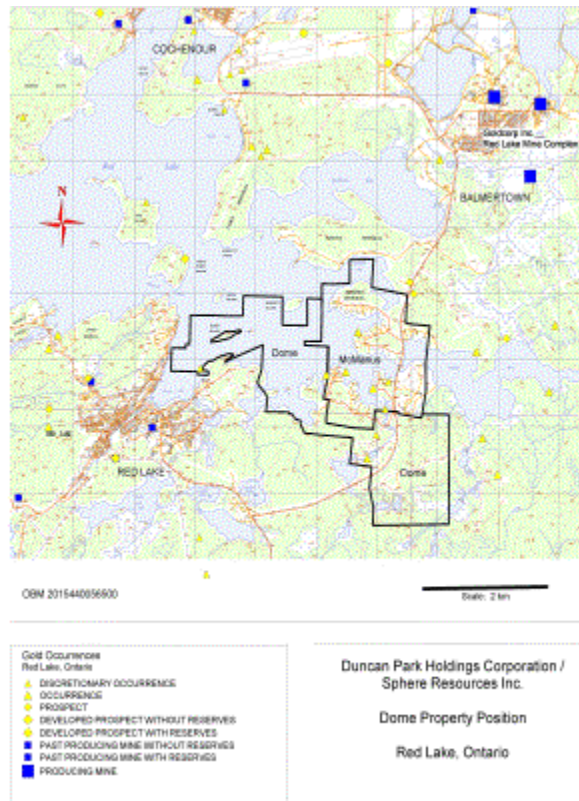 COCHENOUR
Goldcorp Inc.
Red Lake Mine Complex
BALMERTOWN
N
Dome
McManus
RED LAKE
Dome
OBM 2015440056500
Scale: 2 km
Gold Occurrences
Red Lake, Ontario
DISCRETIONARY OCCURRENCE
OCCURRENCE
PROSPECT
DEVELOPED PROSPECT WITHOUT RESERVES
DEVELOPED PROSPECT WITH RESERVES
PAST PRODUCING MINE WITHOUT RESERVES
PAST PRODUCING MINE WITH RESERVES
PRODUCING MINE
Duncan Park Holdings Corporation /
Sphere Resources Inc.
Dome Property Position
Red Lake, Ontario